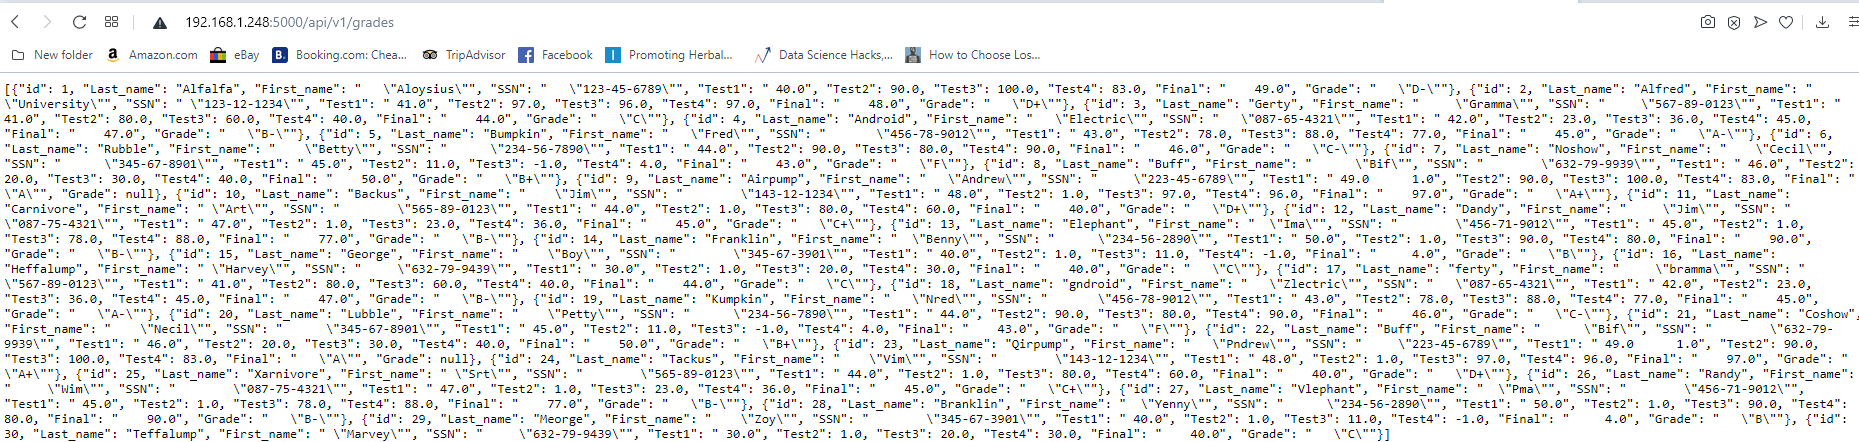 192.168.1.248:5000/api/v1/grades
New folder Amazon.com eBay Booking.com: Chea... TripAdvisor Facebook Promoting Herbal... Data Science Hacks,... How to Choose Los...
[{"id": 1, "Last_name": "Alfalfa", "First_name": "   \"Aloysius\"", "SSN": "   \"123-45-6789\"", "Test1": " 40.0", "Test2": 90.0, "Test3": 100.0, "Test4": 83.0, "Final": "    49.0", "Grade": "   \"D-\""}, {"id": 2, "Last_name": "Alfred", "First_name": "
\"University\"", "SSN": " \"123-12-1234\"", "Test1": " 41.0", "Test2": 97.0, "Test3": 96.0, "Test4": 97.0, "Final": "    48.0", "Grade": "   \"D+\""}, {"id": 3, "Last_name": "Gerty", "First_name": "   \"Gramma\"", "SSN": "   \"567-89-0123\"", "Test1": "
41.0", "Test2": 80.0, "Test3": 60.0, "Test4": 40.0, "Final": "    44.0", "Grade": "   \"C\""}, {"id": 4, "Last_name": "Android", "First_name": "   \"Electric\"", "SSN": "   \"087-65-4321\"", "Test1": " 42.0", "Test2": 23.0, "Test3": 36.0, "Test4": 45.0,
"Final": "    47.0", "Grade": "   \"B-\""}, {"id": 5, "Last_name": "Bumpkin", "First_name": "   \"Fred\"", "SSN": "   \"456-78-9012\"", "Test1": " 43.0", "Test2": 78.0, "Test3": 88.0, "Test4": 77.0, "Final": "    45.0", "Grade": "   \"A-\""}, {"id": 6,
"Last_name": "Rubble", "First_name": "   \"Betty\"", "SSN": "   \"234-56-7890\"", "Test1": " 44.0", "Test2": 90.0, "Test3": 80.0, "Test4": 90.0, "Final": "    46.0", "Grade": "   \"C-\""}, {"id": 7, "Last_name": "Noshow", "First_name": "   \"Cecil\"",
"SSN": "   \"345-67-8901\"", "Test1": " 45.0", "Test2": 11.0, "Test3": -1.0, "Test4": 4.0, "Final": "    43.0", "Grade": "   \"F\""}, {"id": 8, "Last_name": "Buff", "First_name": "   \"Bif\"", "SSN": "   \"632-79-9939\"", "Test1": " 46.0", "Test2":
20.0, "Test3": 30.0, "Test4": 40.0, "Final": "    50.0", "Grade": "   \"B+\""}, {"id": 9, "Last_name": "Airpump", "First_name": "   \"Andrew\"", "SSN": "   \"223-45-6789\"", "Test1": " 49.0      1.0", "Test2": 90.0, "Test3": 100.0, "Test4": 83.0, "Final": "
\"A\"", "Grade": null}, {"id": 10, "Last_name": "Backus", "First_name": "   \"Jim\"", "SSN": "   \"143-12-1234\"", "Test1": " 48.0", "Test2": 1.0, "Test3": 97.0, "Test4": 96.0, "Final": "    97.0", "Grade": "   \"A+\""}, {"id": 11, "Last_name":
"Carnivore", "First_name": " \"Art\"", "SSN": "   \"565-89-0123\"", "Test1": " 44.0", "Test2": 1.0, "Test3": 80.0, "Test4": 60.0, "Final": "    40.0", "Grade": "   \"D+\""}, {"id": 12, "Last_name": "Dandy", "First_name": "   \"Jim\"", "SSN": "
\"087-75-4321\"", "Test1": " 47.0", "Test2": 1.0, "Test3": 23.0, "Test4": 36.0, "Final": "    45.0", "Grade": "   \"C+\""}, {"id": 13, "Last_name": "Elephant", "First_name": "   \"Ima\"", "SSN": "   \"456-71-9012\"", "Test1": " 45.0", "Test2": 1.0,
"Test3": 78.0, "Test4": 88.0, "Final": "    77.0", "Grade": "   \"B-\""}, {"id": 14, "Last_name": "Franklin", "First_name": "   \"Benny\"", "SSN": "   \"234-56-2890\"", "Test1": " 50.0", "Test2": 1.0, "Test3": 90.0, "Test4": 80.0, "Final": "    90.0",
"Grade": "   \"B-\""}, {"id": 15, "Last_name": "George", "First_name": "   \"Boy\"", "SSN": "   \"345-67-3901\"", "Test1": " 40.0", "Test2": 1.0, "Test3": 11.0, "Test4": -1.0, "Final": "    4.0", "Grade": "   \"B\""}, {"id": 16, "Last_name":
"Heffalump", "First_name": " \"Harvey\"", "SSN": "   \"632-79-9439\"", "Test1": " 30.0", "Test2": 1.0, "Test3": 20.0, "Test4": 30.0, "Final": "    40.0", "Grade": "   \"C\""}, {"id": 17, "Last_name": "ferty", "First_name": "   \"bramma\"", "SSN": "
\"567-89-0123\"", "Test1": " 41.0", "Test2": 80.0, "Test3": 60.0, "Test4": 40.0, "Final": "    44.0", "Grade": "   \"C\""}, {"id": 18, "Last_name": "gndroid", "First_name": "   \"Zlectric\"", "SSN": "   \"087-65-4321\"", "Test1": " 42.0", "Test2": 23.0,
"Test3": 36.0, "Test4": 45.0, "Final": "    47.0", "Grade": "   \"B-\""}, {"id": 19, "Last_name": "Kumpkin", "First_name": "   \"Nred\"", "SSN": "   \"456-78-9012\"", "Test1": " 43.0", "Test2": 78.0, "Test3": 88.0, "Test4": 77.0, "Final": "    45.0",
"Grade": "   \"A-\""}, {"id": 20, "Last_name": "Lubble", "First_name": "   \"Petty\"", "SSN": "   \"234-56-7890\"", "Test1": " 44.0", "Test2": 90.0, "Test3": 80.0, "Test4": 90.0, "Final": "    46.0", "Grade": "   \"C-\""}, {"id": 21, "Last_name": "Coshow",
"First_name": "   \"Necil\"", "SSN": "   \"345-67-8901\"", "Test1": " 45.0", "Test2": 11.0, "Test3": -1.0, "Test4": 4.0, "Final": "    43.0", "Grade": "   \"F\""}, {"id": 22, "Last_name": "Buff", "First_name": "   \"Bif\"", "SSN": "   \"632-79-
9939\"", "Test1": " 46.0", "Test2": 20.0, "Test3": 30.0, "Test4": 40.0, "Final": "    50.0", "Grade": "   \"B+\""}, {"id": 23, "Last_name": "Qirpump", "First_name": "   \"Pndrew\"", "SSN": "   \"223-45-6789\"", "Test1": " 49.0      1.0", "Test2": 90.0,
"Test3": 100.0, "Test4": 83.0, "Final": "   \"A\"", "Grade": null}, {"id": 24, "Last_name": "Tackus", "First_name": "   \"Vim\"", "SSN": "   \"143-12-1234\"", "Test1": " 48.0", "Test2": 1.0, "Test3": 97.0, "Test4": 96.0, "Final": "    97.0", "Grade": "
\"A+\""}, {"id": 25, "Last_name": "Xarnivore", "First_name": " \"Srt\"", "SSN": "   \"565-89-0123\"", "Test1": " 44.0", "Test2": 1.0, "Test3": 80.0, "Test4": 60.0, "Final": "    40.0", "Grade": "   \"D+\""}, {"id": 26, "Last_name": "Randy", "First_name":
"   \"Wim\"", "SSN": "   \"087-75-4321\"", "Test1": " 47.0", "Test2": 1.0, "Test3": 23.0, "Test4": 36.0, "Final": "    45.0", "Grade": "   \"C+\""}, {"id": 27, "Last_name": "Vlephant", "First_name": "   \"Pma\"", "SSN": "   \"456-71-9012\"",
"Test1": " 45.0", "Test2": 1.0, "Test3": 78.0, "Test4": 88.0, "Final": "    77.0", "Grade": "   \"B-\""}, {"id": 28, "Last_name": "Branklin", "First_name": "   \"Yenny\"", "SSN": "   \"234-56-2890\"", "Test1": " 50.0", "Test2": 1.0, "Test3": 90.0, "Test4":
80.0, "Final": "    90.0", "Grade": "   \"B-\""}, {"id": 29, "Last_name": "Meorge", "First_name": "   \"Zoy\"", "SSN": "   \"345-67-3901\"", "Test1": " 40.0", "Test2": 1.0, "Test3": 11.0, "Test4": -1.0, "Final": "    4.0", "Grade": "   \"B\""}, {"id":
30, "Last_name": "Teffalump", "First_name": " \"Marvey\"", "SSN": "   \"632-79-9439\"", "Test1": " 30.0", "Test2": 1.0, "Test3": 20.0, "Test4": 30.0, "Final": "    40.0", "Grade": "   \"C\""}]